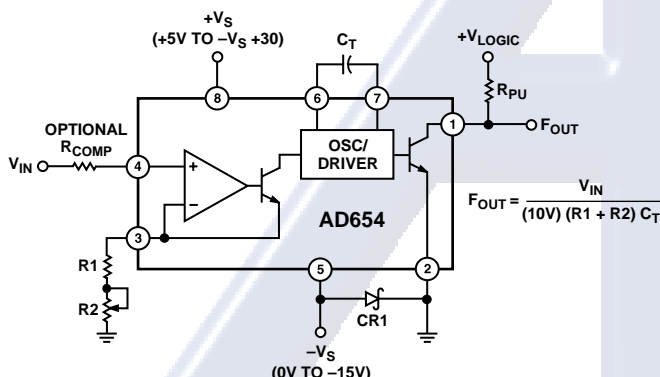 +VS
(+5V TO –VS +30)
CT
+VLOGIC
RPU
8
6
7
1
FOUT
OPTIONAL
RCOMP
VIN
4
+
OSC/
DRIVER
–
AD654
FOUT = VIN
(10V) (R1 + R2) CT
3
R1
R2
5
2
CR1
–VS
(0V TO –15V)